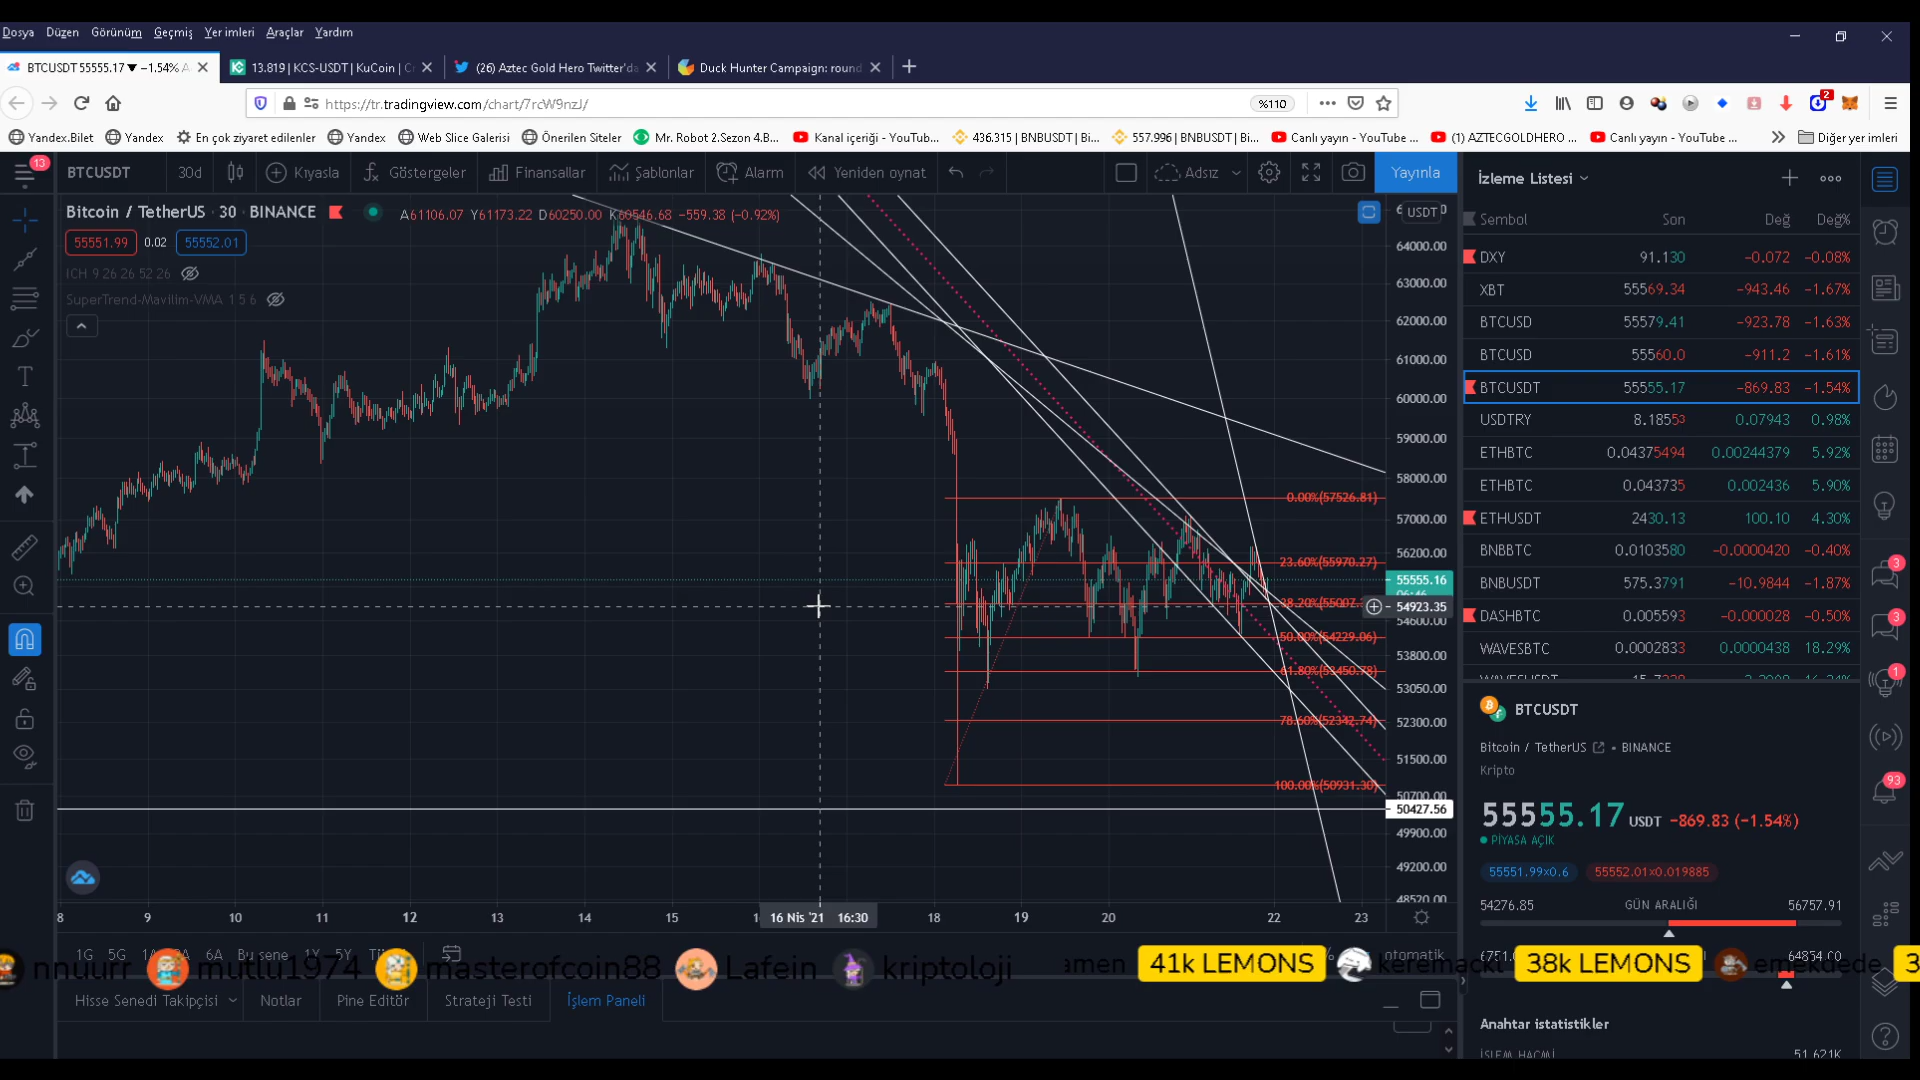 Dosya Düzen Görünüm Geçmiş Yer imleri Araçlar Yardım
BTCUSDT 55555.17 ▼ −1.54% A
13.819 | KCS-USDT | KuCoin | Cr
(26) Aztec Gold Hero Twitter'da
Duck Hunter Campaign: round
https://tr.tradingview.com/chart/7rcW9nzJ/
%110
2
Yandex.Bilet Yandex En çok ziyaret edilenler Yandex Web Slice Galerisi Önerilen Siteler Mr. Robot 2.Sezon 4.B... Kanal içeriği - YouTub... 436.315 | BNBUSDT | Bi... 557.996 | BNBUSDT | Bi... Canlı yayın - YouTube ... (1) AZTECGOLDHERO ... Canlı yayın - YouTube ... Diğer yer imleri
13
BTCUSDT 30d Kıyasla Göstergeler Finansallar Şablonlar Alarm Yeniden oynat Adsız Yayınla
Bitcoin / TetherUS · 30 · BINANCE
A61106.07 Y61173.22 D60250.00 K60546.68 −559.38 (−0.92%)
55551.99 0.02 55552.01
ICH 9 26 26 52 26
SuperTrend-Mavilim-VMA 1 5 6
USDT
64000.00
63000.00
62000.00
61000.00
60000.00
59000.00
58000.00
57000.00
56200.00
55555.16
54923.35
54600.00
53800.00
53050.00
52300.00
51500.00
50700.00
50427.56
49900.00
49200.00
48520.00
0.00%(57526.81)
23.60%(55970.27)
50.00%(54229.06)
61.80%(53450.78)
78.60%(52342.74)
100.00%(50931.30)
8 9 10 11 12 13 14 15 16 Nis '21 16:30 18 19 20 22 23
1G 5G 6A Bu sene 1Y 5Y
nnuurr mutlu1974 masterofcoin88 Lafein kriptoloji
41k LEMONS
38k LEMONS
emekdede
Hisse Senedi Takipçisi Notlar Pine Editör Strateji Testi İşlem Paneli
İzleme Listesi
Sembol Son Değ Değ%
DXY 91.130 −0.072 −0.08%
XBT 55569.34 −943.46 −1.67%
BTCUSD 55579.41 −923.78 −1.63%
BTCUSD 55560.0 −911.2 −1.61%
BTCUSDT 55555.17 −869.83 −1.54%
USDTRY 8.18553 0.07943 0.98%
ETHBTC 0.04375494 0.00244379 5.92%
ETHBTC 0.043735 0.002436 5.90%
ETHUSDT 2430.13 100.10 4.30%
BNBBTC 0.0103580 −0.0000420 −0.40%
BNBUSDT 575.3791 −10.9844 −1.87%
DASHBTC 0.005593 −0.000028 −0.50%
WAVESBTC 0.0002833 0.0000438 18.29%
BTCUSDT
Bitcoin / TetherUS • BINANCE
Kripto
55555.17 USDT −869.83 (−1.54%)
PİYASA AÇIK
55551.99×0.6 55552.01×0.019885
54276.85 GÜN ARALIĞI 56757.91
Anahtar istatistikler
İŞLEM HACMİ 51.621K
3
3
1
93